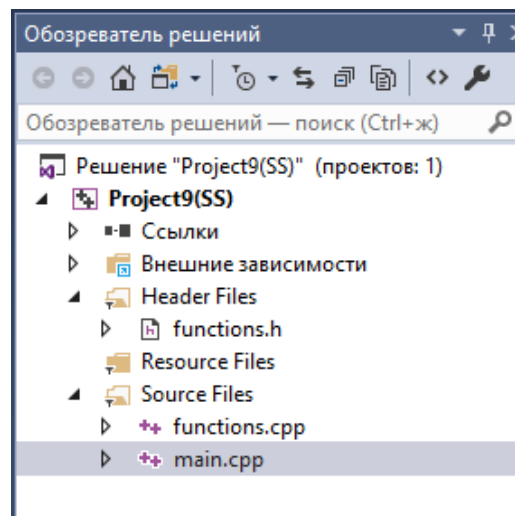 Обозреватель решений
Обозреватель решений — поиск (Ctrl+ж)
Решение "Project9(SS)" (проектов: 1)
Project9(SS)
Ссылки
Внешние зависимости
Header Files
functions.h
Resource Files
Source Files
functions.cpp
main.cpp